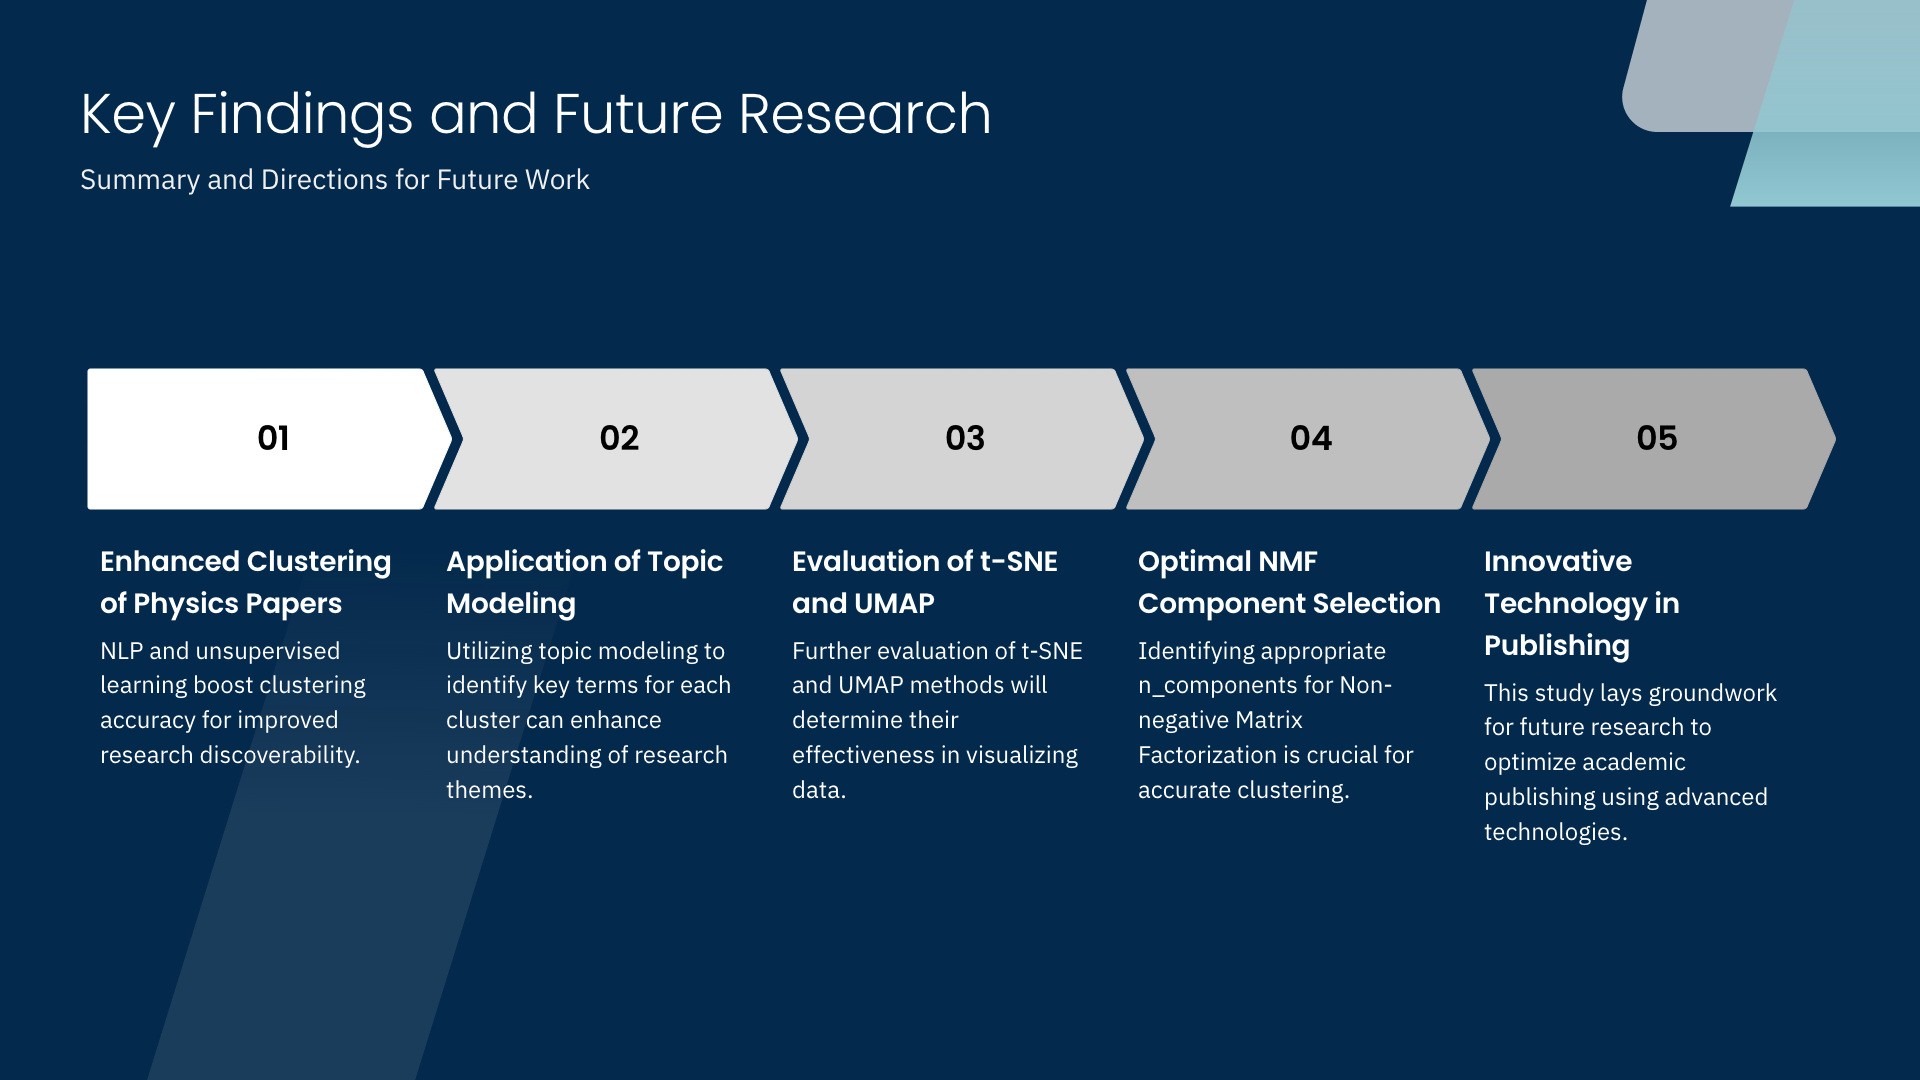 Key Findings and Future Research
Summary and Directions for Future Work
01
02
03
04
05
Enhanced Clustering
of Physics Papers
NLP and unsupervised
learning boost clustering
accuracy for improved
research discoverability.
Application of Topic
Modeling
Utilizing topic modeling to
identify key terms for each
cluster can enhance
understanding of research
themes.
Evaluation of t-SNE
and UMAP
Further evaluation of t-SNE
and UMAP methods will
determine their
effectiveness in visualizing
data.
Optimal NMF
Component Selection
Identifying appropriate
n_components for Non-
negative Matrix
Factorization is crucial for
accurate clustering.
Innovative
Technology in
Publishing
This study lays groundwork
for future research to
optimize academic
publishing using advanced
technologies.